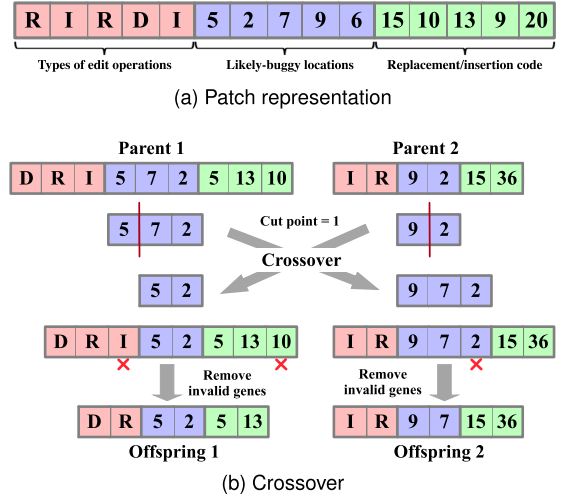 R I R D I 5 2 7 9 6 15 10 13 9 20
Types of edit operations Likely-buggy locations Replacement/insertion code
(a) Patch representation
Parent 1 Parent 2
D R I 5 7 2 5 13 10 I R 9 2 15 36
5 7 2 Cut point = 1 9 2
Crossover
5 2 9 7 2
D R I 5 2 5 13 10 I R 9 7 2 15 36
Remove invalid genes Remove invalid genes
D R 5 2 5 13 I R 9 7 15 36
Offspring 1 Offspring 2
(b) Crossover